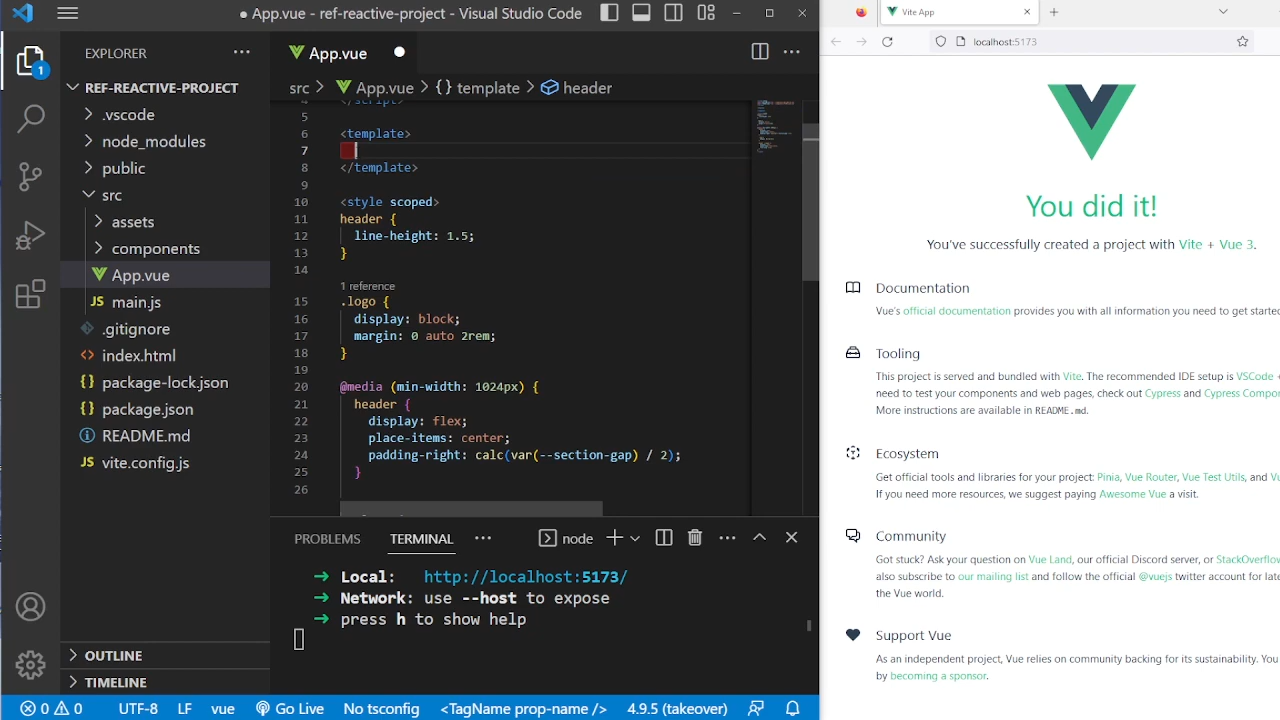 App.vue - ref-reactive-project - Visual Studio Code
EXPLORER
REF-REACTIVE-PROJECT
.vscode
node_modules
public
src
assets
components
App.vue
JS main.js
.gitignore
<> index.html
{} package-lock.json
{} package.json
README.md
JS vite.config.js
OUTLINE
TIMELINE
1
App.vue
src > App.vue > {} template > header
4 </script>
5
6 <template>
7
8 </template>
9
10 <style scoped>
11 header {
12 line-height: 1.5;
13 }
14
1 reference
15 .logo {
16 display: block;
17 margin: 0 auto 2rem;
18 }
19
20 @media (min-width: 1024px) {
21 header {
22 display: flex;
23 place-items: center;
24 padding-right: calc(var(--section-gap) / 2);
25 }
26
PROBLEMS TERMINAL ... node
➜ Local: http://localhost:5173/
➜ Network: use --host to expose
➜ press h to show help
0 0 UTF-8 LF vue Go Live No tsconfig <TagName prop-name /> 4.9.5 (takeover)
Vite App
localhost:5173
You did it!
You've successfully created a project with Vite + Vue 3.
Documentation
Vue's official documentation provides you with all information you need to get started
Tooling
This project is served and bundled with Vite. The recommended IDE setup is VSCode +
need to test your components and web pages, check out Cypress and Cypress Compon
More instructions are available in README.md.
Ecosystem
Get official tools and libraries for your project: Pinia, Vue Router, Vue Test Utils, and Vu
If you need more resources, we suggest paying Awesome Vue a visit.
Community
Got stuck? Ask your question on Vue Land, our official Discord server, or StackOverflow
also subscribe to our mailing list and follow the official @vuejs twitter account for late
the Vue world.
Support Vue
As an independent project, Vue relies on community backing for its sustainability. You
by becoming a sponsor.